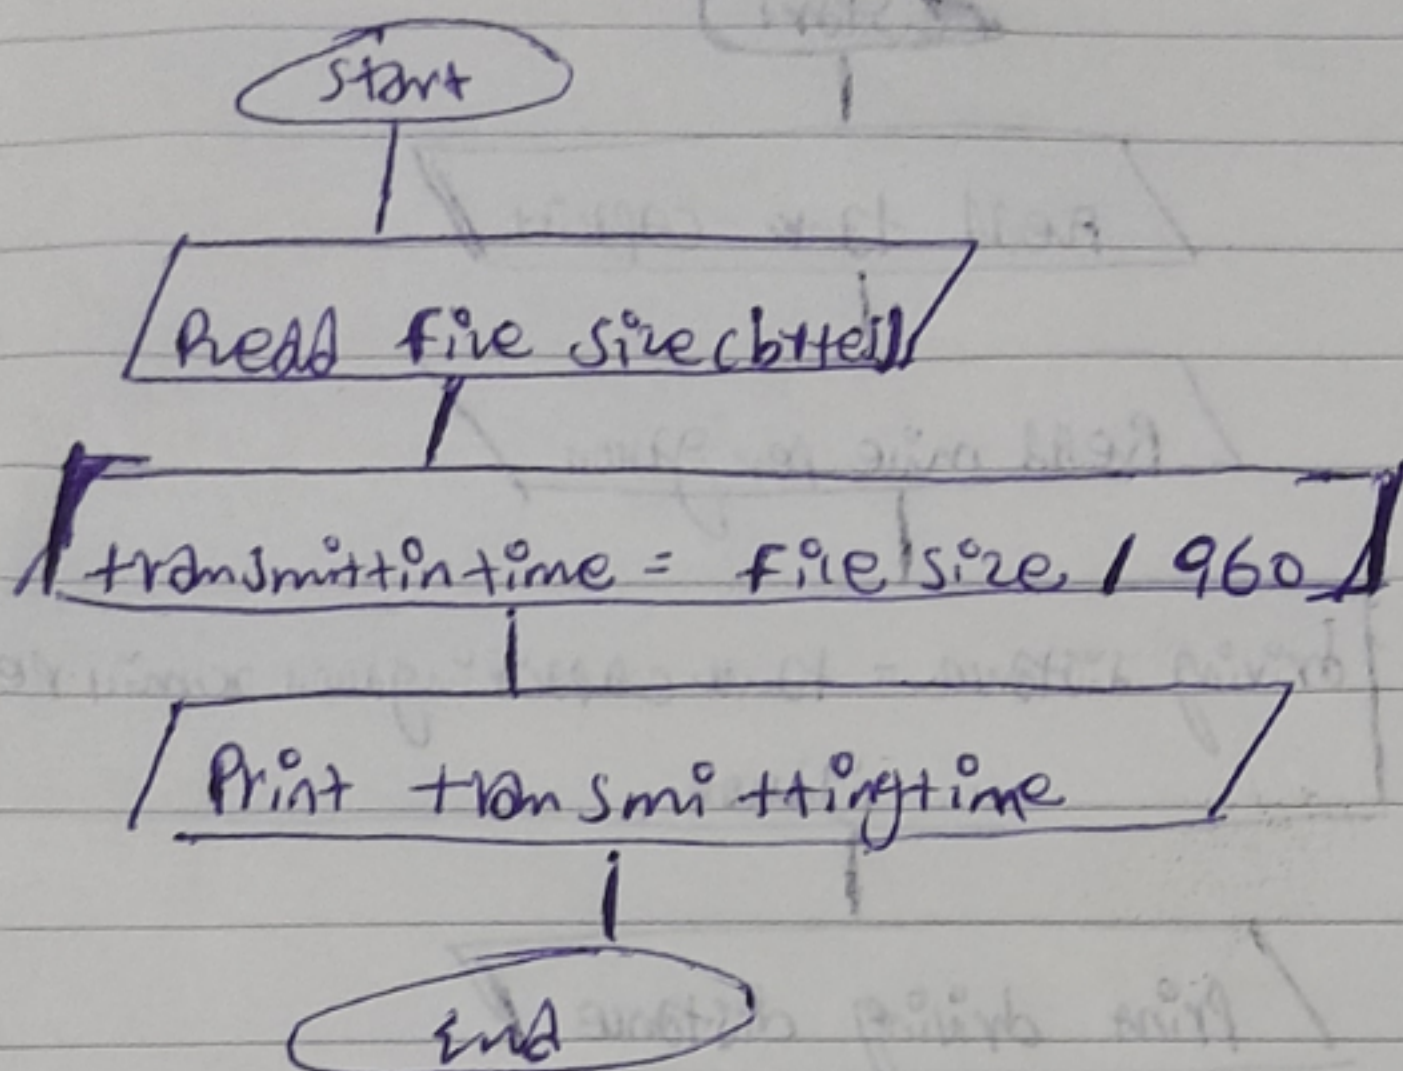 Start
Read file size (bytes)
transmittintime = file size / 960
Print transmittingtime
End